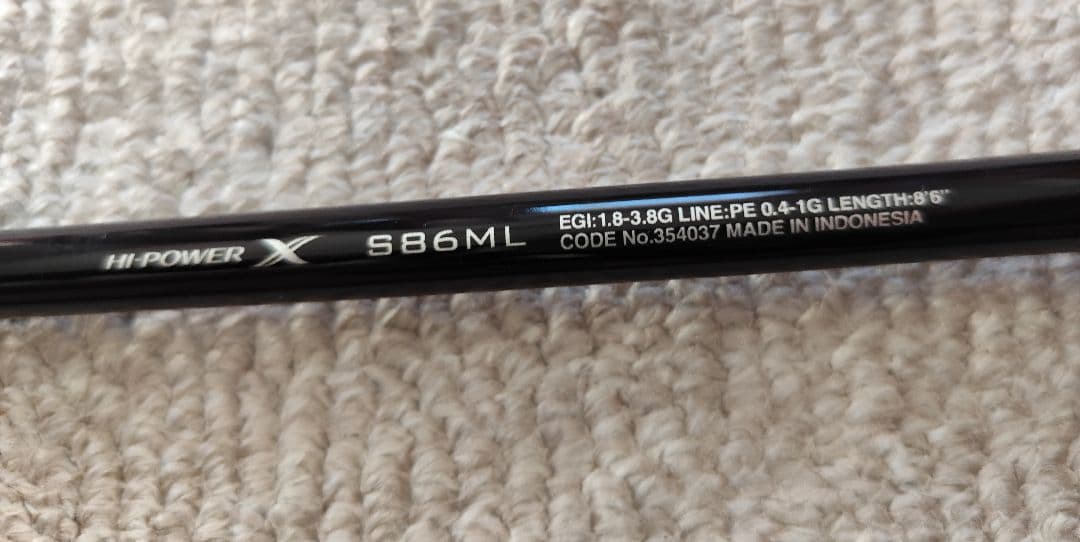 HI-POWER X S86ML
EGI:1.8-3.8G LINE:PE 0.4-1G LENGTH:8'6"
CODE No.354037 MADE IN INDONESIA